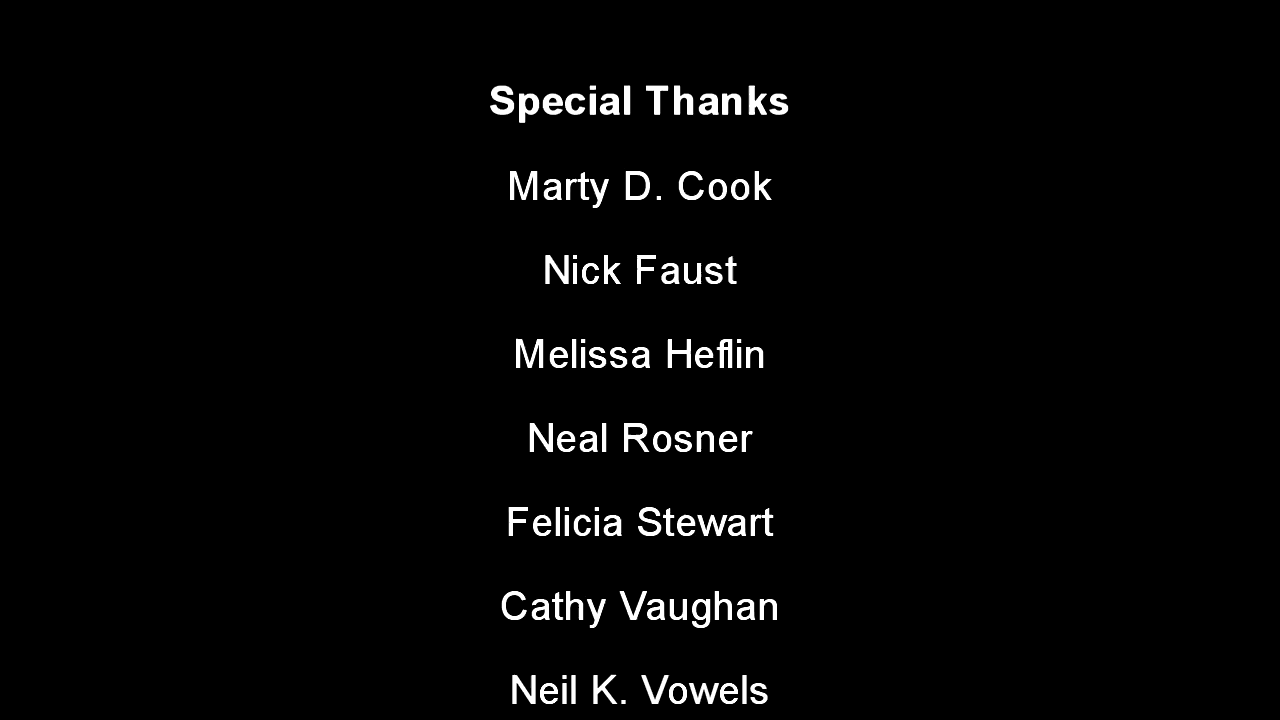 Special Thanks
Marty D. Cook
Nick Faust
Melissa Heflin
Neal Rosner
Felicia Stewart
Cathy Vaughan
Neil K. Vowels